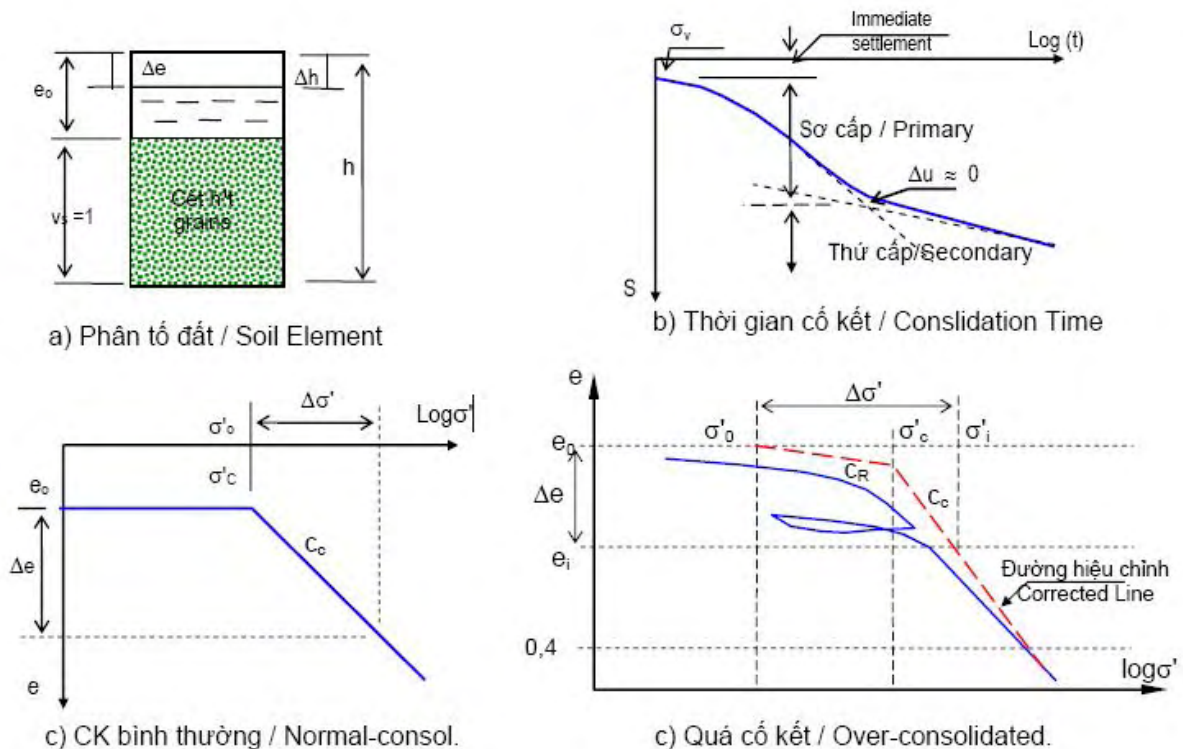 Δe
e₀
Δh
h
vₛ =1
grains
a) Phân tố đất / Soil Element
σᵥ
Immediate
settlement
Log (t)
Sơ cấp / Primary
Δu ≈ 0
Thứ cấp/Secondary
S
b) Thời gian cố kết / Conslidation Time
Δσ'
Logσ'
σ'₀
σ'C
e₀
Δe
Cc
e
c) CK bình thường / Normal-consol.
e
Δσ'
σ'₀
σ'c
σ'ᵢ
e₀
CR
Cc
Δe
eᵢ
Đường hiệu chỉnh
Corrected Line
0,4
logσ'
c) Quá cố kết / Over-consolidated.